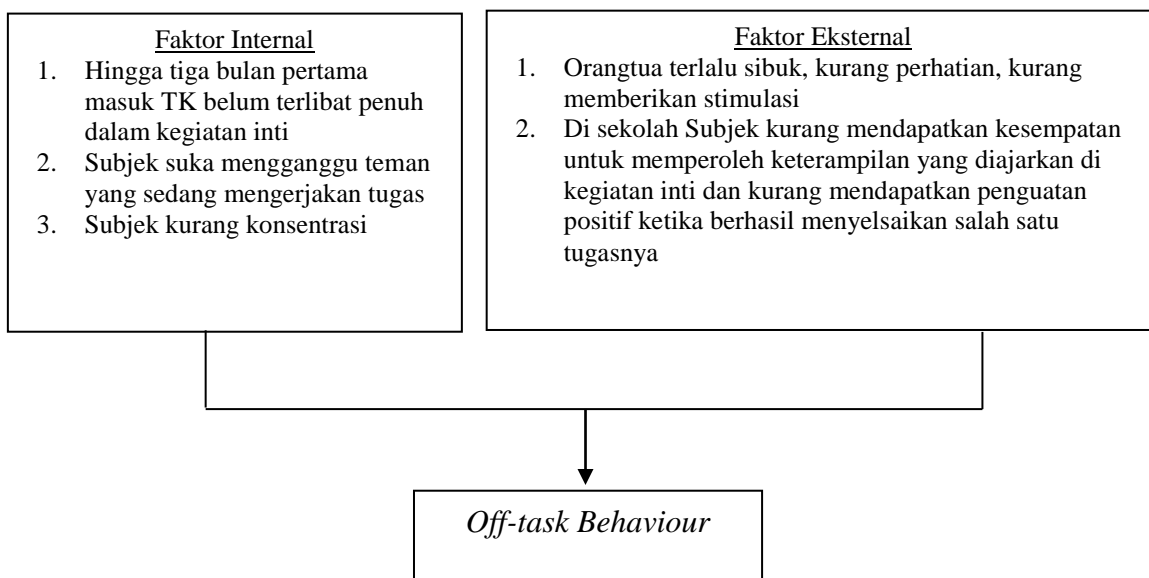 Faktor Internal
1. Hingga tiga bulan pertama
masuk TK belum terlibat penuh
dalam kegiatan inti
2. Subjek suka mengganggu teman
yang sedang mengerjakan tugas
3. Subjek kurang konsentrasi
Faktor Eksternal
1. Orangtua terlalu sibuk, kurang perhatian, kurang
memberikan stimulasi
2. Di sekolah Subjek kurang mendapatkan kesempatan
untuk memperoleh keterampilan yang diajarkan di
kegiatan inti dan kurang mendapatkan penguatan
positif ketika berhasil menyelsaikan salah satu
tugasnya
Off-task Behaviour